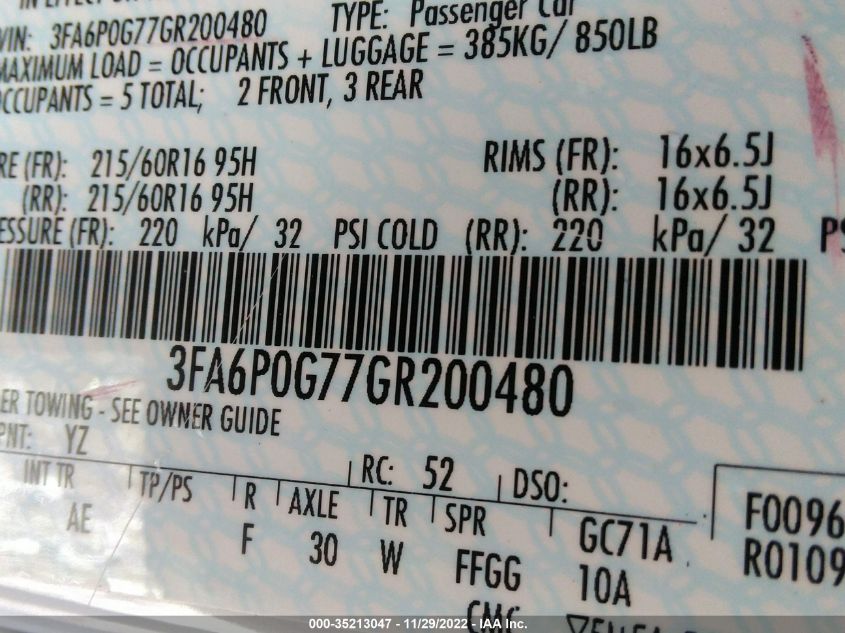 VIN: 3FA6P0G77GR200480 TYPE: Passenger Car
MAXIMUM LOAD = OCCUPANTS + LUGGAGE = 385KG/ 850LB
OCCUPANTS = 5 TOTAL; 2 FRONT, 3 REAR
RE (FR): 215/60R16 95H RIMS (FR): 16x6.5J
(RR): 215/60R16 95H (RR): 16x6.5J
ESSURE (FR): 220 kPa/ 32 PSI COLD (RR): 220 kPa/ 32 PS
3FA6P0G77GR200480
ER TOWING - SEE OWNER GUIDE
PNT: YZ RC: 52 DSO:
INT TR TP/PS R AXLE TR SPR GC71A F0096
AE F 30 W FFGG 10A R0109
CMC
000-35213047 - 11/29/2022 - IAA Inc.